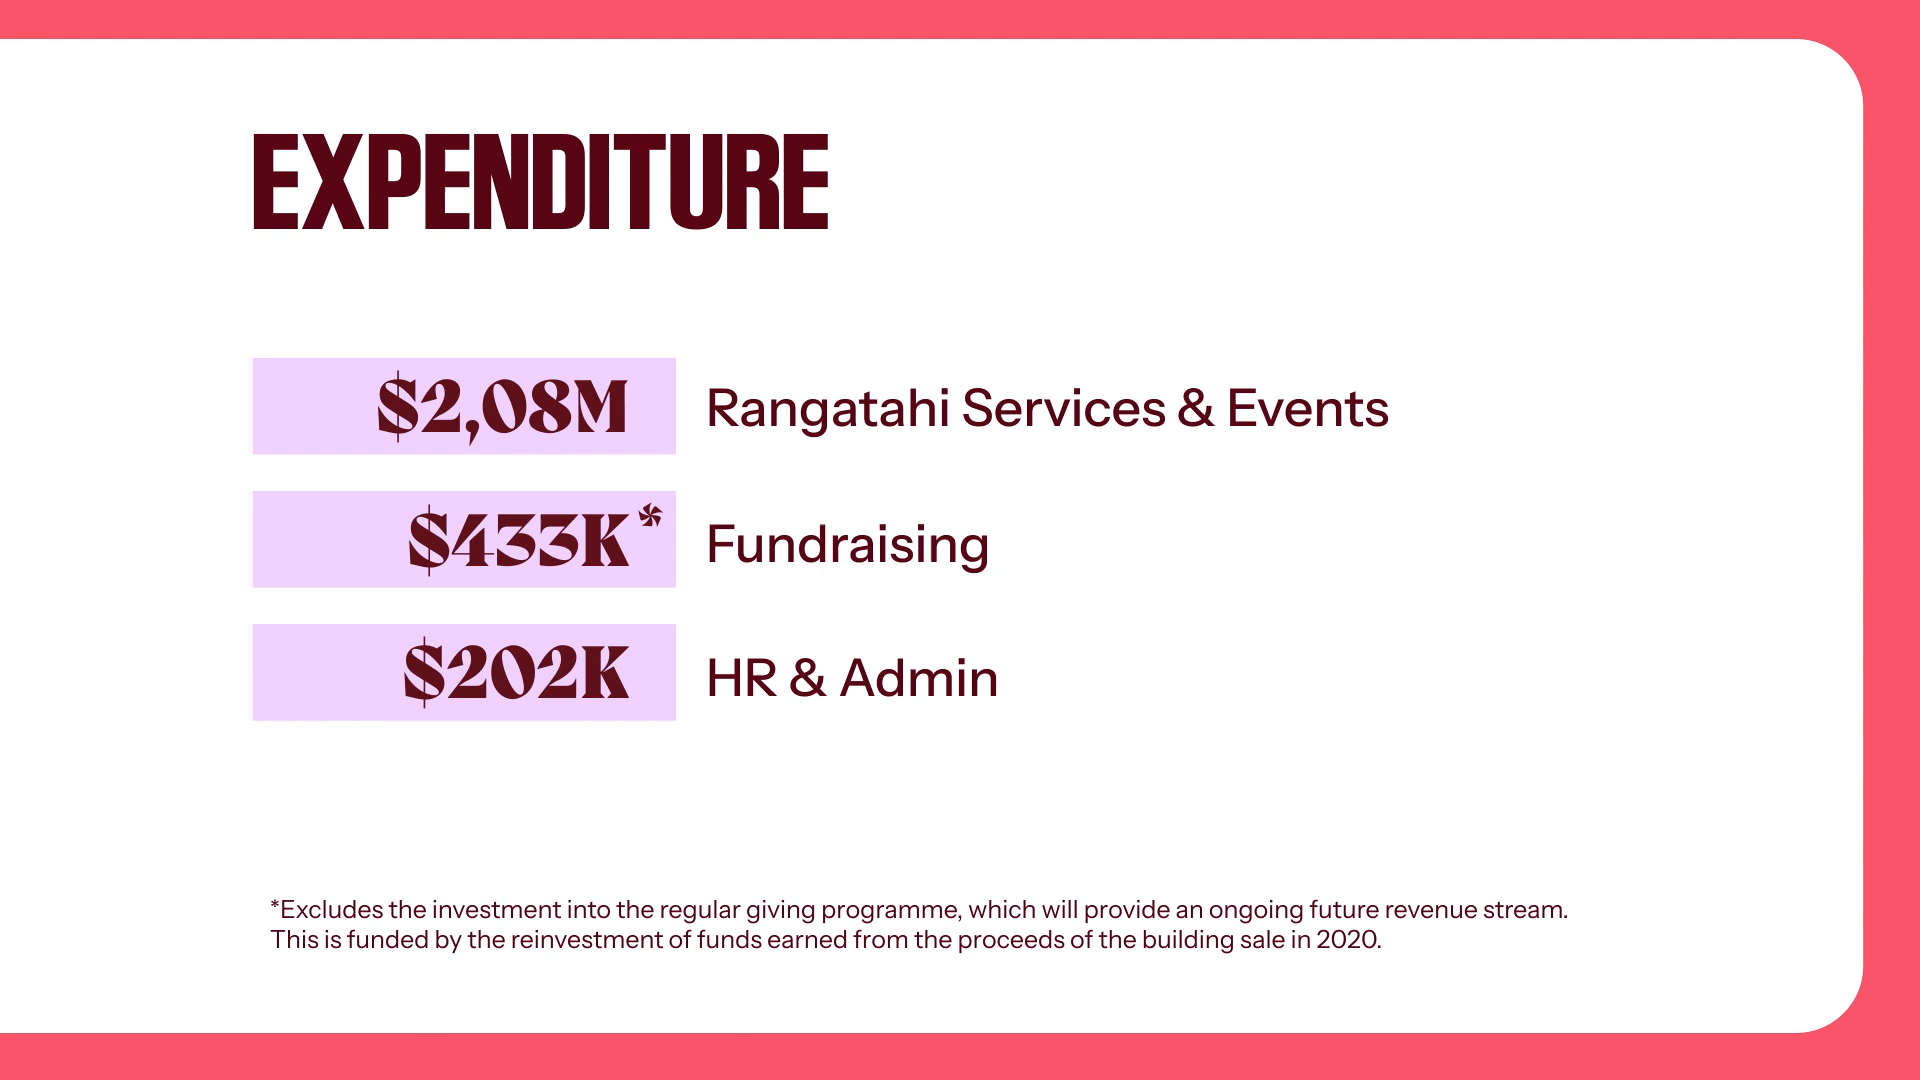 EXPENDITURE
$2,08M Rangatahi Services & Events
$433K* Fundraising
$202K HR & Admin
*Excludes the investment into the regular giving programme, which will provide an ongoing future revenue stream.
This is funded by the reinvestment of funds earned from the proceeds of the building sale in 2020.